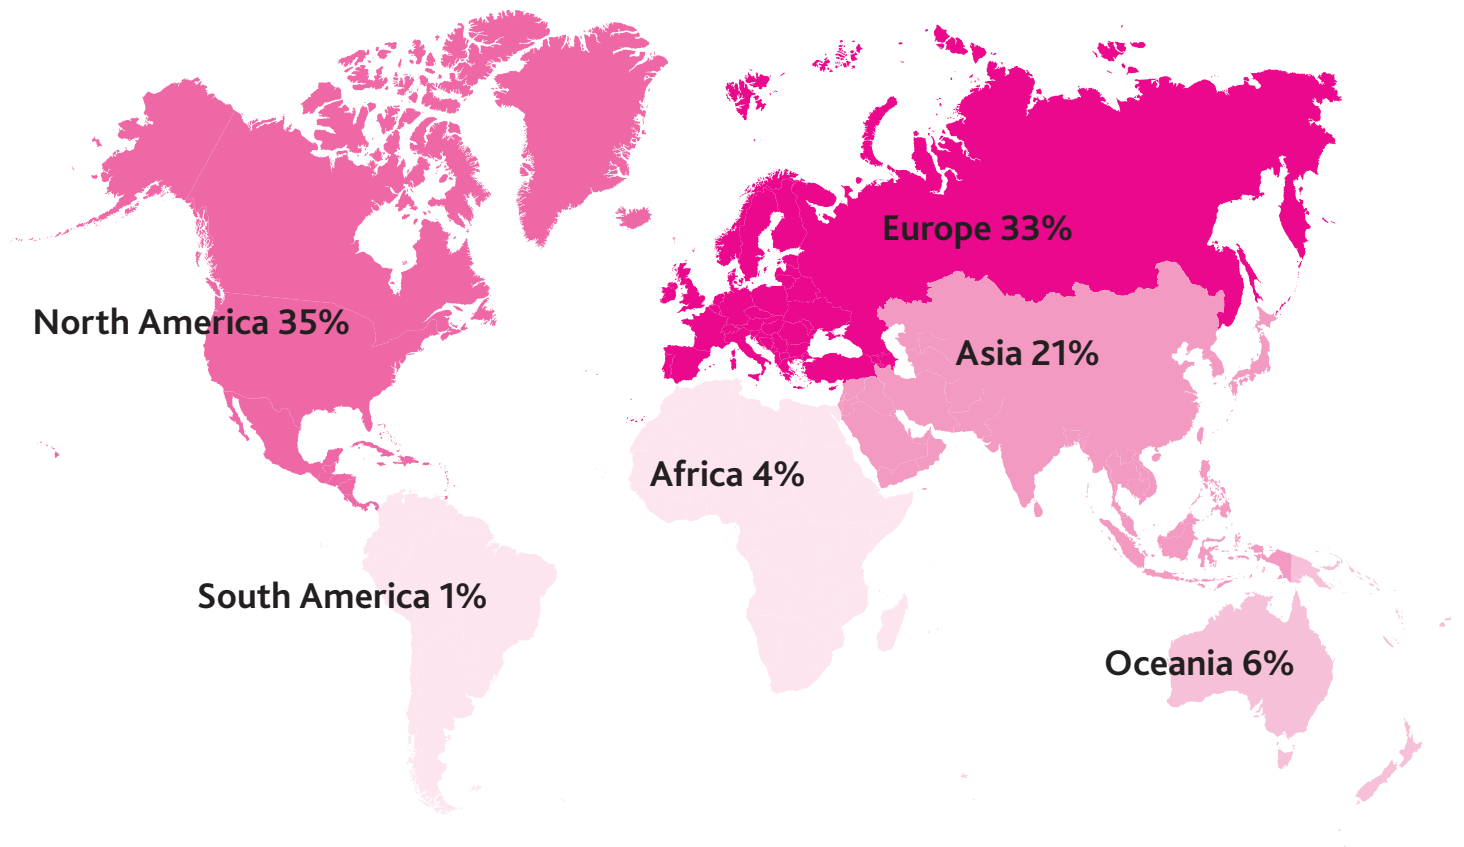 Europe 33%
North America 35%
Asia 21%
Africa 4%
South America 1%
Oceania 6%